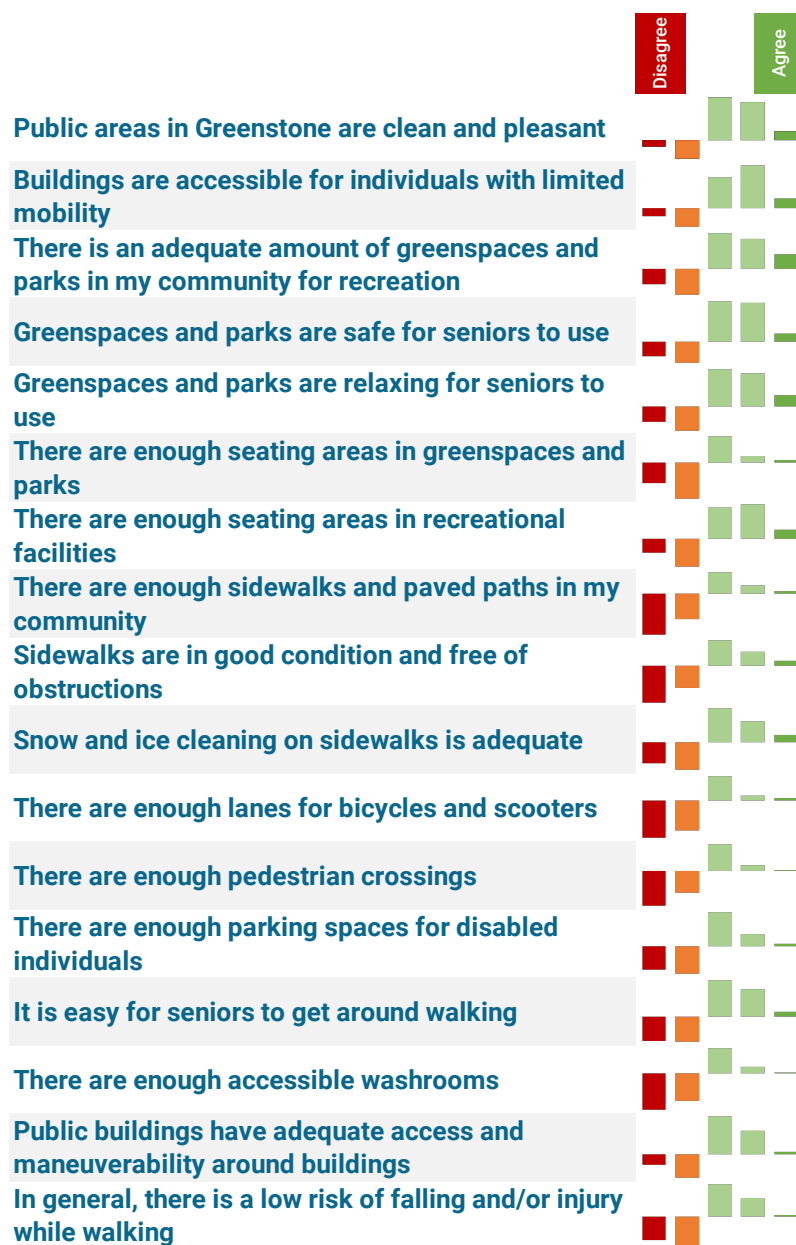 Disagree
Agree
Public areas in Greenstone are clean and pleasant
Buildings are accessible for individuals with limited
mobility
There is an adequate amount of greenspaces and
parks in my community for recreation
Greenspaces and parks are safe for seniors to use
Greenspaces and parks are relaxing for seniors to
use
There are enough seating areas in greenspaces and
parks
There are enough seating areas in recreational
facilities
There are enough sidewalks and paved paths in my
community
Sidewalks are in good condition and free of
obstructions
Snow and ice cleaning on sidewalks is adequate
There are enough lanes for bicycles and scooters
There are enough pedestrian crossings
There are enough parking spaces for disabled
individuals
It is easy for seniors to get around walking
There are enough accessible washrooms
Public buildings have adequate access and
maneuverability around buildings
In general, there is a low risk of falling and/or injury
while walking